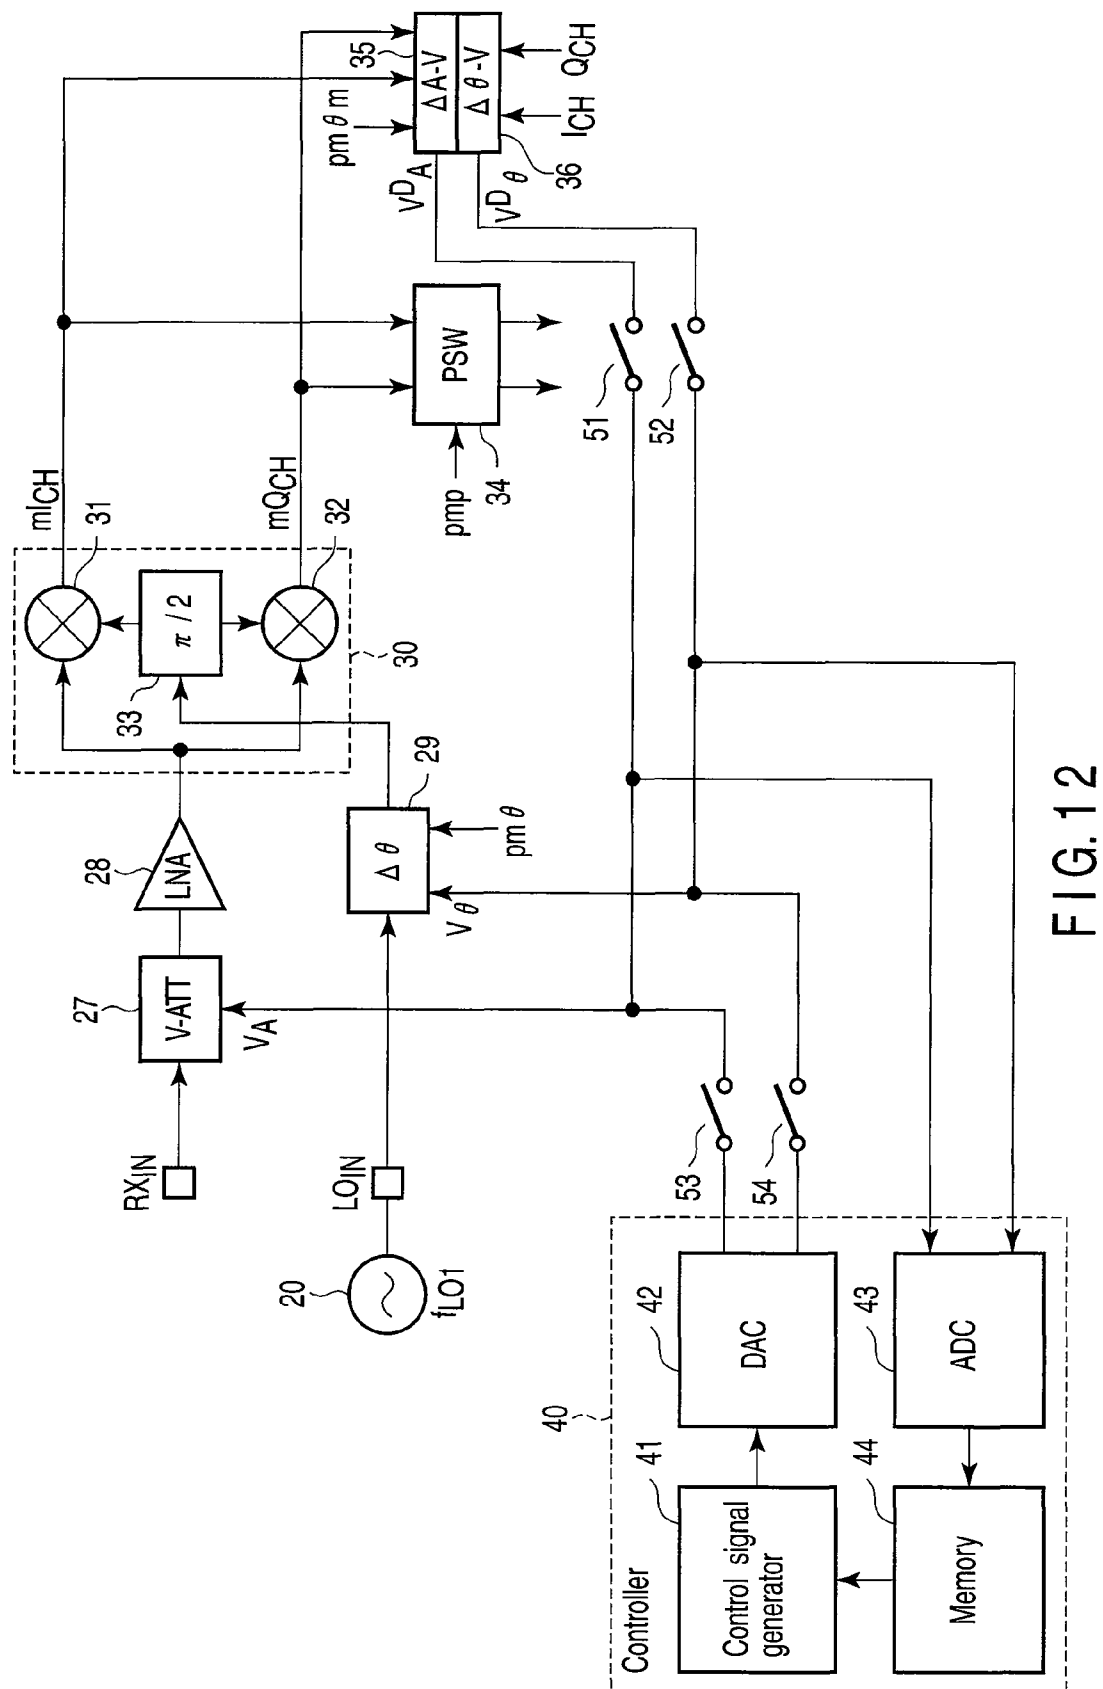 RXIN
27
V-ATT
VA
28
LNA
20
fLO1
LOIN
29
Δθ
Vθ
pmθ
30
31
32
33
π/2
mICH
mQCH
34
PSW
pmp
35
ΔA-V
Δθ-V
36
pmθm
ICH
QCH
VDA
VDθ
51
52
53
54
40
Controller
41
Control signal
generator
42
DAC
43
ADC
44
Memory
FIG.12